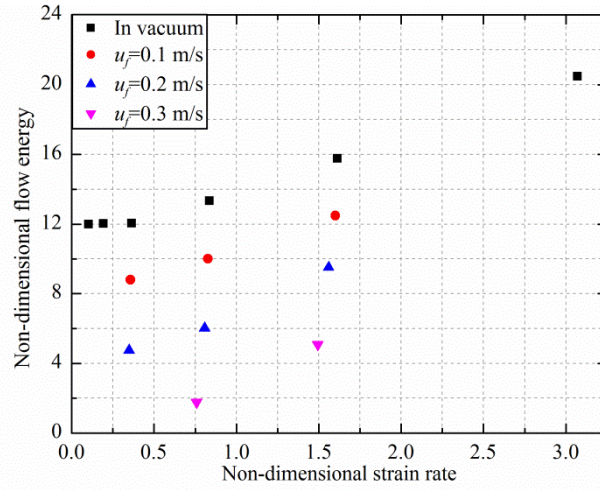 In vacuum
uf=0.1 m/s
uf=0.2 m/s
uf=0.3 m/s
24
20
16
12
8
4
0
Non-dimensional flow energy
0.0 0.5 1.0 1.5 2.0 2.5 3.0
Non-dimensional strain rate